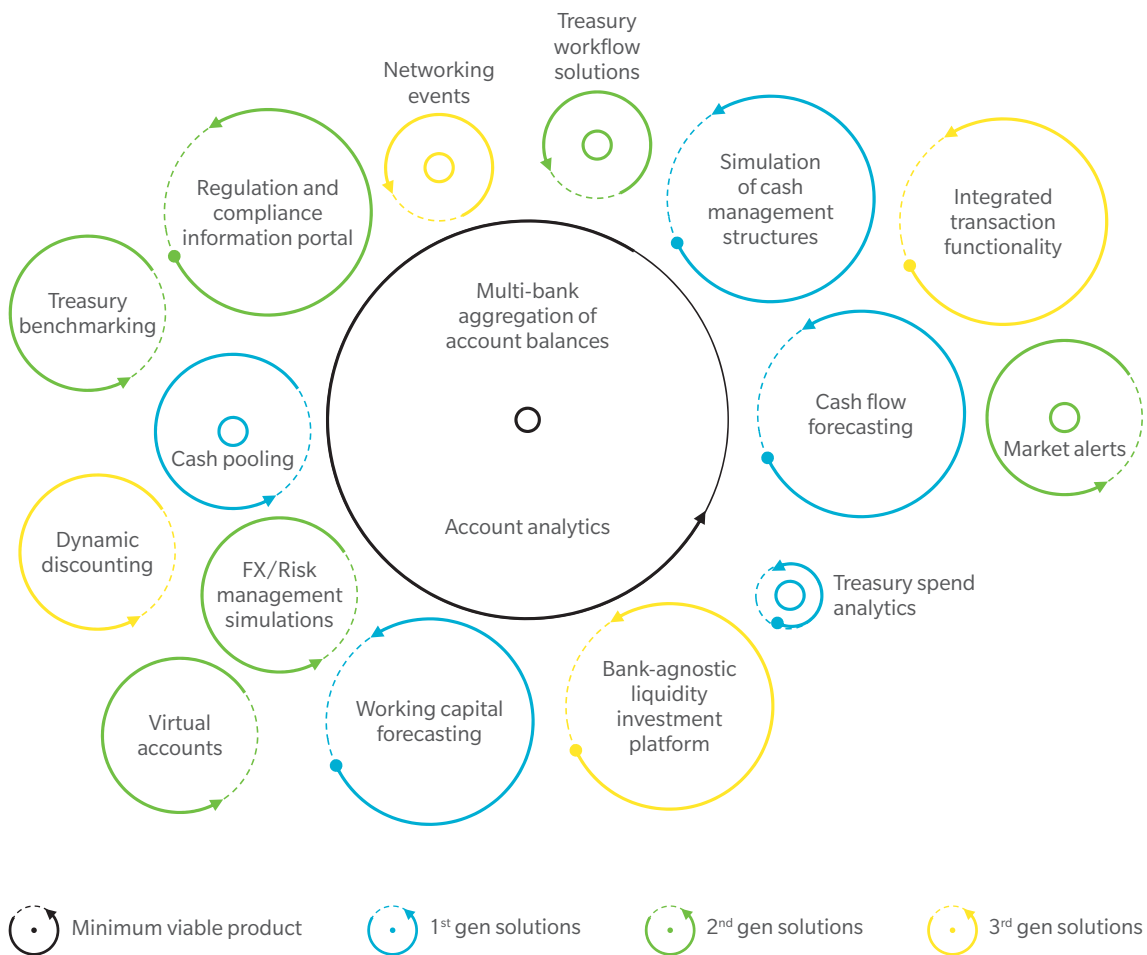 Treasury
workflow
solutions
Networking
events
Simulation
of cash
management
structures
Regulation and
compliance
information portal
Integrated
transaction
functionality
Treasury
benchmarking
Multi-bank
aggregation of
account balances
Cash flow
forecasting
Market alerts
Cash pooling
Account analytics
Dynamic
discounting
FX/Risk
management
simulations
Treasury spend
analytics
Virtual
accounts
Working capital
forecasting
Bank-agnostic
liquidity
investment
platform
Minimum viable product
1st gen solutions
2nd gen solutions
3rd gen solutions